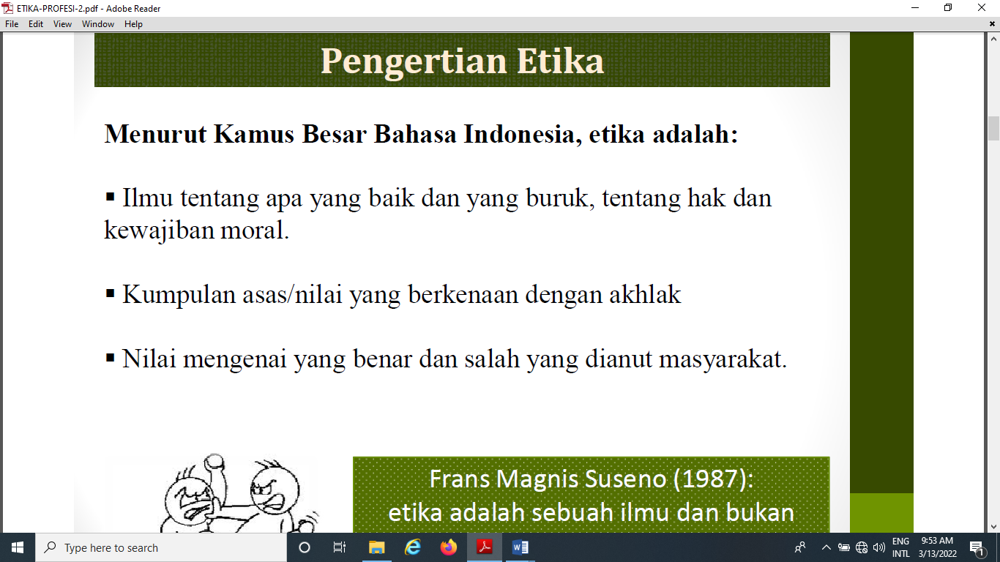 ETIKA-PROFESI-2.pdf - Adobe Reader
File Edit View Window Help
Pengertian Etika
Menurut Kamus Besar Bahasa Indonesia, etika adalah:
▪ Ilmu tentang apa yang baik dan yang buruk, tentang hak dan
kewajiban moral.
▪ Kumpulan asas/nilai yang berkenaan dengan akhlak
▪ Nilai mengenai yang benar dan salah yang dianut masyarakat.
Frans Magnis Suseno (1987):
etika adalah sebuah ilmu dan bukan
Type here to search
ENG
INTL
9:53 AM
3/13/2022
1